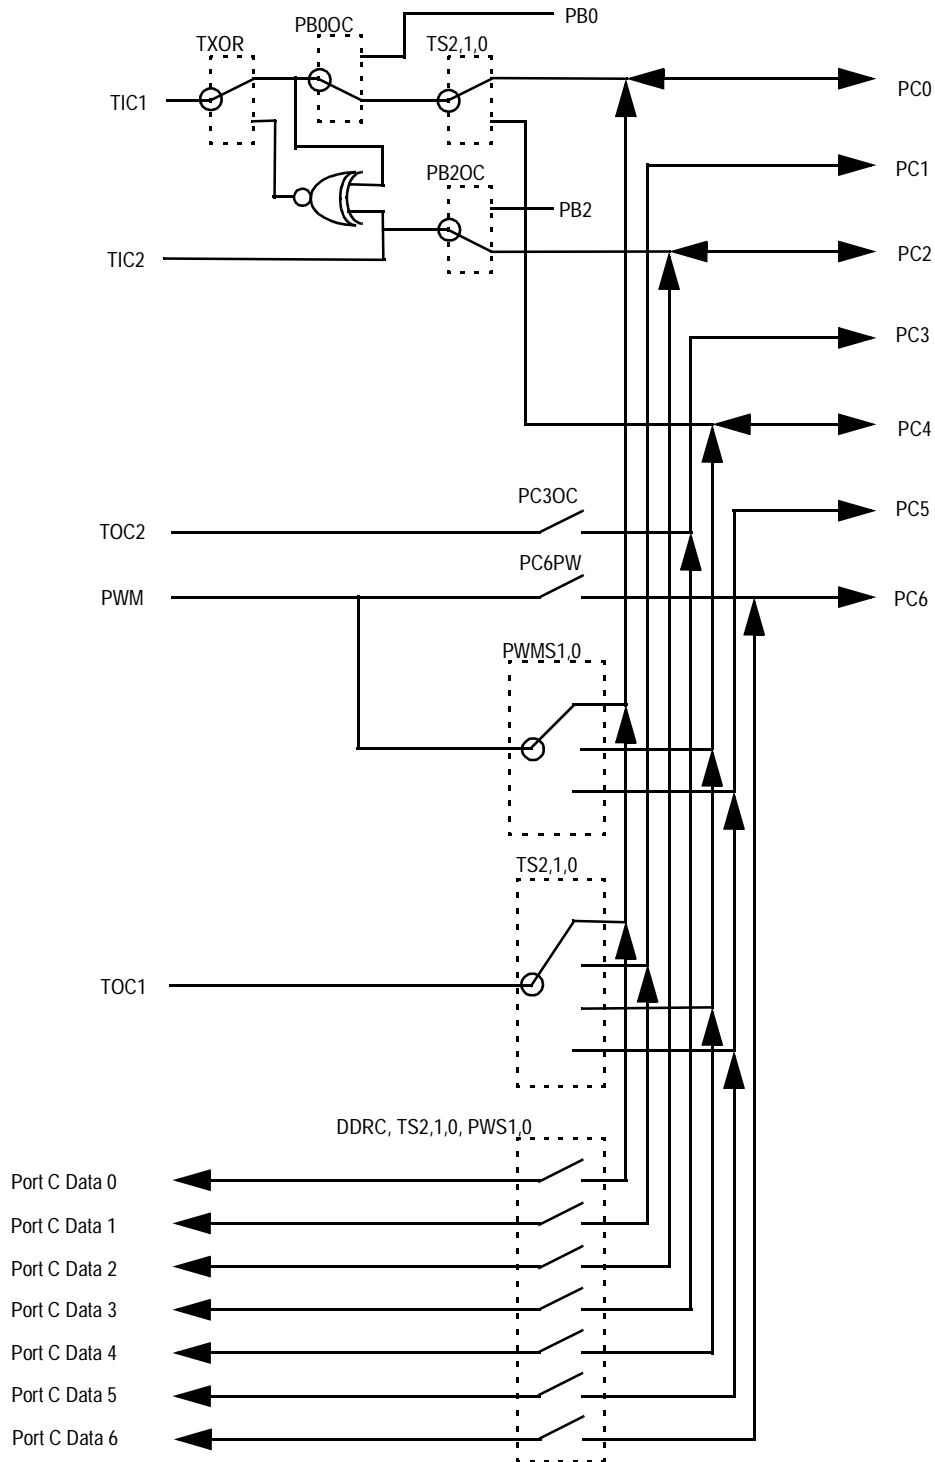 PB0
PB0OC
TXOR
TS2,1,0
PC0
TIC1
PC1
PB2OC
PB2
TIC2
PC2
PC3
PC4
PC3OC
PC5
TOC2
PC6PW
PWM
PC6
PWMS1,0
TS2,1,0
TOC1
DDRC, TS2,1,0, PWS1,0
Port C Data 0
Port C Data 1
Port C Data 2
Port C Data 3
Port C Data 4
Port C Data 5
Port C Data 6